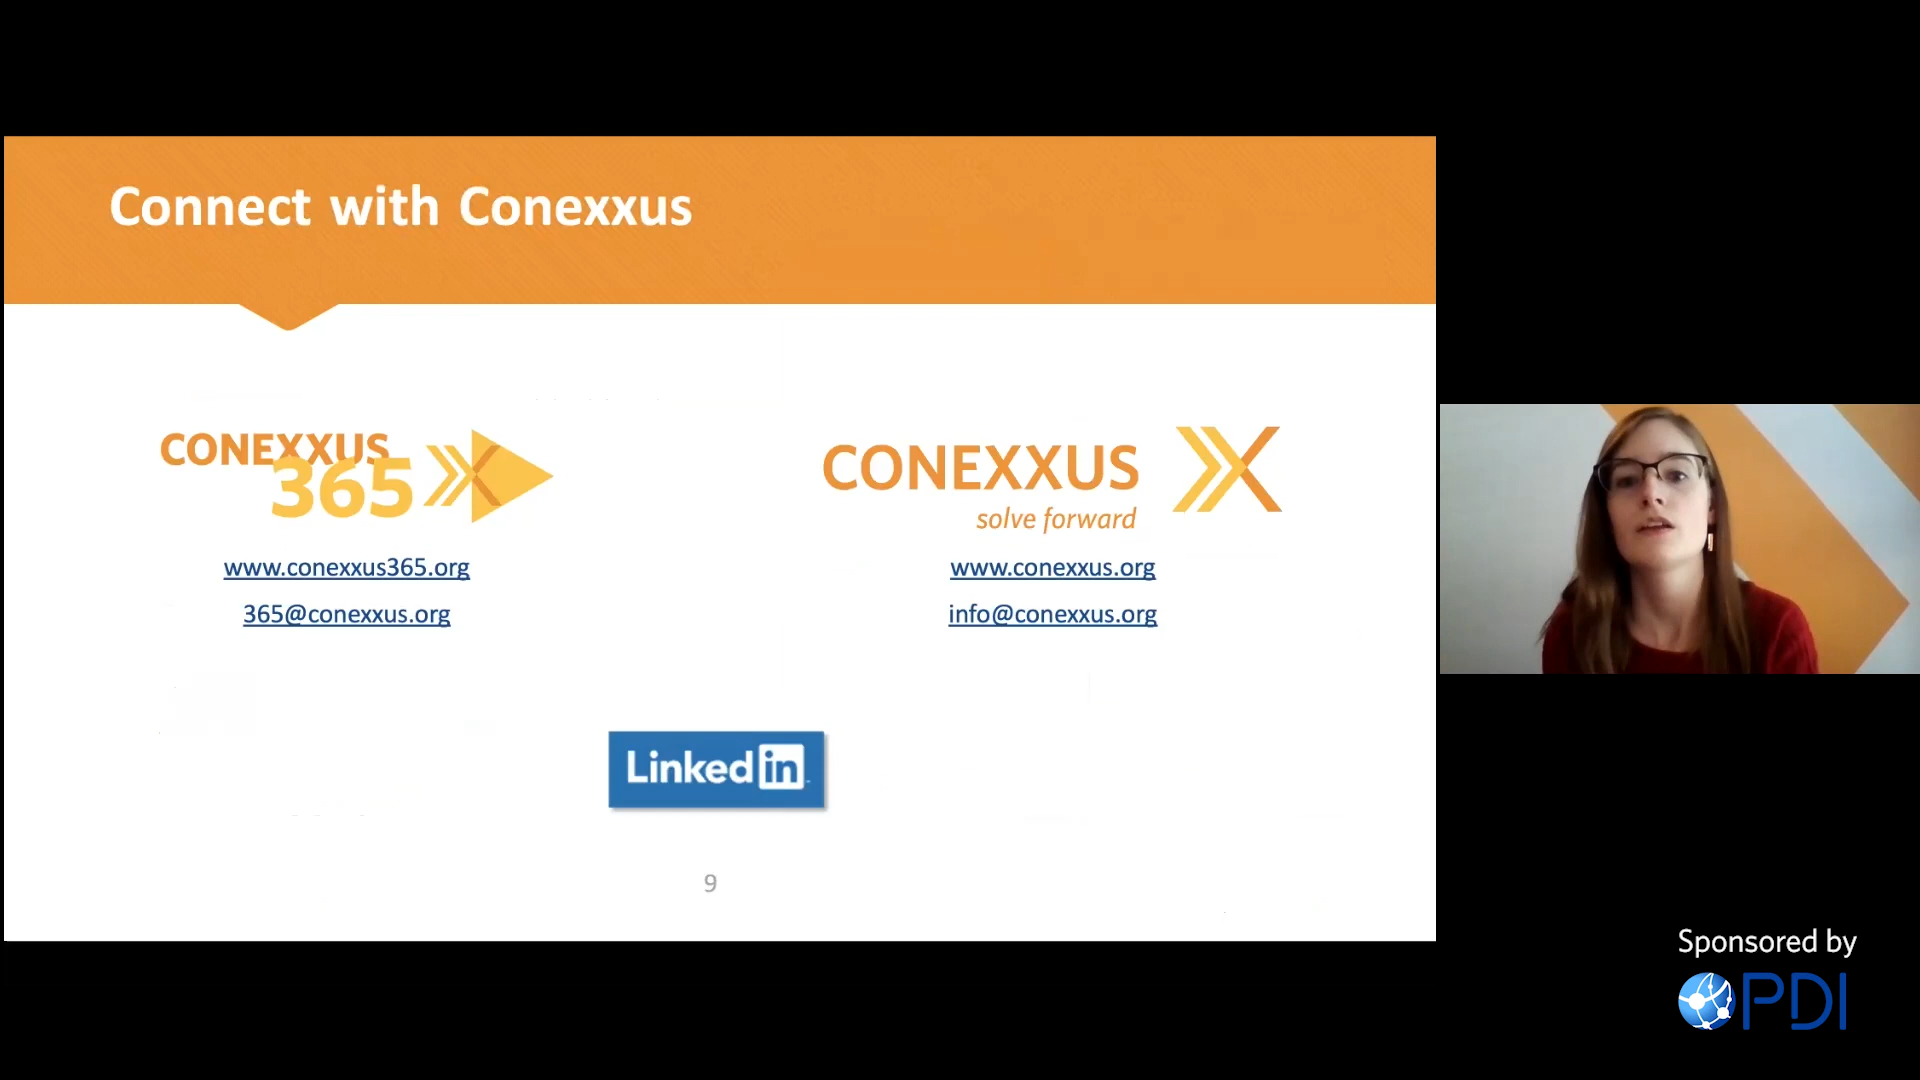 Connect with Conexxus
CONEXXUS
365
www.conexxus365.org
365@conexxus.org
CONEXXUS
solve forward
www.conexxus.org
info@conexxus.org
Linked in
9
Sponsored by
PDI